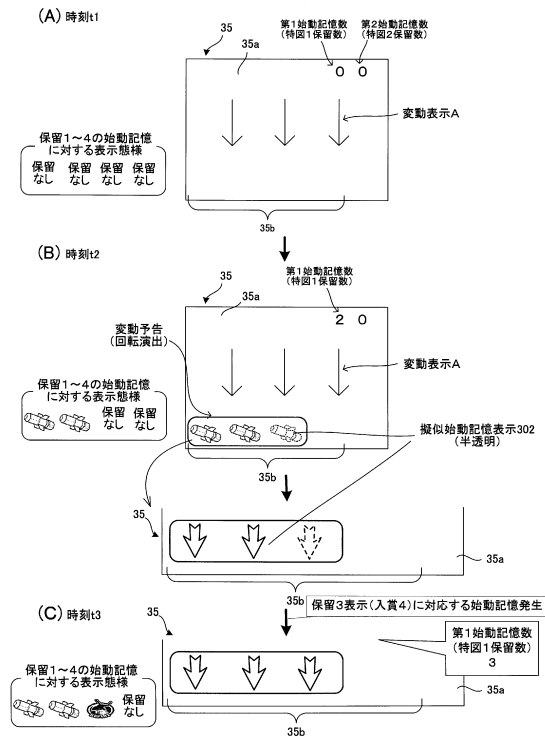 (A) 時刻t1
35
35a
第1始動記憶数
(特図1保留数)
第2始動記憶数
(特図2保留数)
0 0
変動表示A
保留1～4の始動記憶
に対する表示態様
保留
なし
保留
なし
保留
なし
保留
なし
35b
(B) 時刻t2
35
35a
第1始動記憶数
(特図1保留数)
2 0
変動予告
(回転演出)
変動表示A
保留1～4の始動記憶
に対する表示態様
保留
なし
保留
なし
擬似始動記憶表示302
(半透明)
35b
35
35a
35b
保留3表示(入賞4)に対応する始動記憶発生
(C) 時刻t3
35
第1始動記憶数
(特図1保留数)
3
保留1～4の始動記憶
に対する表示態様
保留
なし
35a
35b